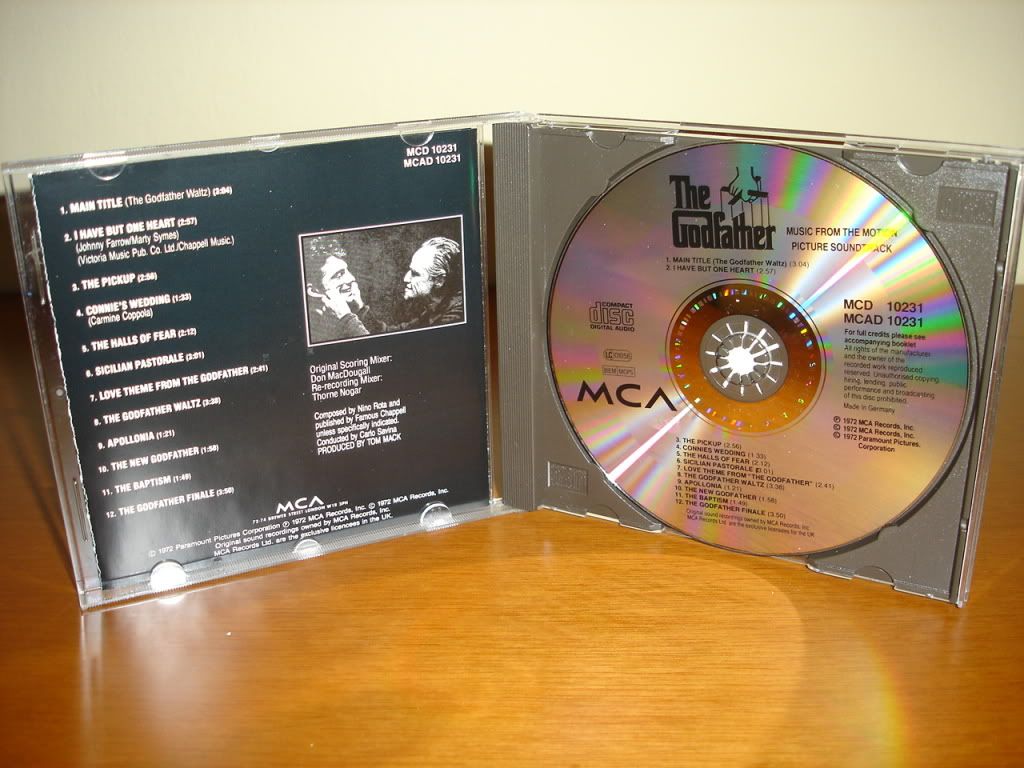 MCD 10231
MCAD 10231
1. MAIN TITLE (The Godfather Waltz) (3:04)
2. I HAVE BUT ONE HEART (2:57)
(Johnny Farrow/Marty Symes)
(Victoria Music Pub. Co. Ltd./Chappell Music.)
3. THE PICKUP (2:56)
4. CONNIE'S WEDDING (1:33)
(Carmine Coppola)
5. THE HALLS OF FEAR (2:12)
6. SICILIAN PASTORALE (3:01)
7. LOVE THEME FROM THE GODFATHER (2:41)
8. THE GODFATHER WALTZ (3:38)
9. APOLLONIA (1:21)
10. THE NEW GODFATHER (1:58)
11. THE BAPTISM (1:49)
12. THE GODFATHER FINALE (3:50)
Original Scoring Mixer:
Don MacDougall
Re-recording Mixer:
Thorne Nogar
Composed by Nino Rota and
published by Famous Chappell
unless specifically indicated.
Conducted by Carlo Savina
PRODUCED BY TOM MACK
MCA
72-74 BREWER STREET LONDON W1R 3PH
© 1972 Paramount Pictures Corporation ℗ 1972 MCA Records, Inc. © 1972 MCA Records, Inc.
Original sound recordings owned by MCA Records, Inc.
MCA Records Ltd. are the exclusive licencees in the UK.
The
Godfather
MUSIC FROM THE MOTION
PICTURE SOUNDTRACK
1. MAIN TITLE (The Godfather Waltz) (3.04)
2. I HAVE BUT ONE HEART (2.57)
COMPACT
disc
DIGITAL AUDIO
MCD 10231
MCAD 10231
For full credits please see
accompanying booklet
All rights of the manufacturer
and the owner of the
recorded work reproduced
reserved. Unauthorised copying
hiring, lending, public
performance and broadcasting
of this disc prohibited.
Made in Germany
LC 01056
BIEM MCPS
MCA
℗ 1972 MCA Records, Inc.
© 1972 MCA Records, Inc.
© 1972 Paramount Pictures.
Corporation
3. THE PICKUP (2.56)
4. CONNIES WEDDING (1.33)
5. THE HALLS OF FEAR (2.12)
6. SICILIAN PASTORALE (3.01)
7. LOVE THEME FROM "THE GODFATHER" (2.41)
8. THE GODFATHER WALTZ (3.38)
9. APOLLONIA (1.21)
10. THE NEW GODFATHER (1.58)
11. THE BAPTISM (1.49)
12. THE GODFATHER FINALE (3.50)
Original sound recordings owned by MCA Records, Inc
MCA Records Ltd. are the exclusive licencees for the UK